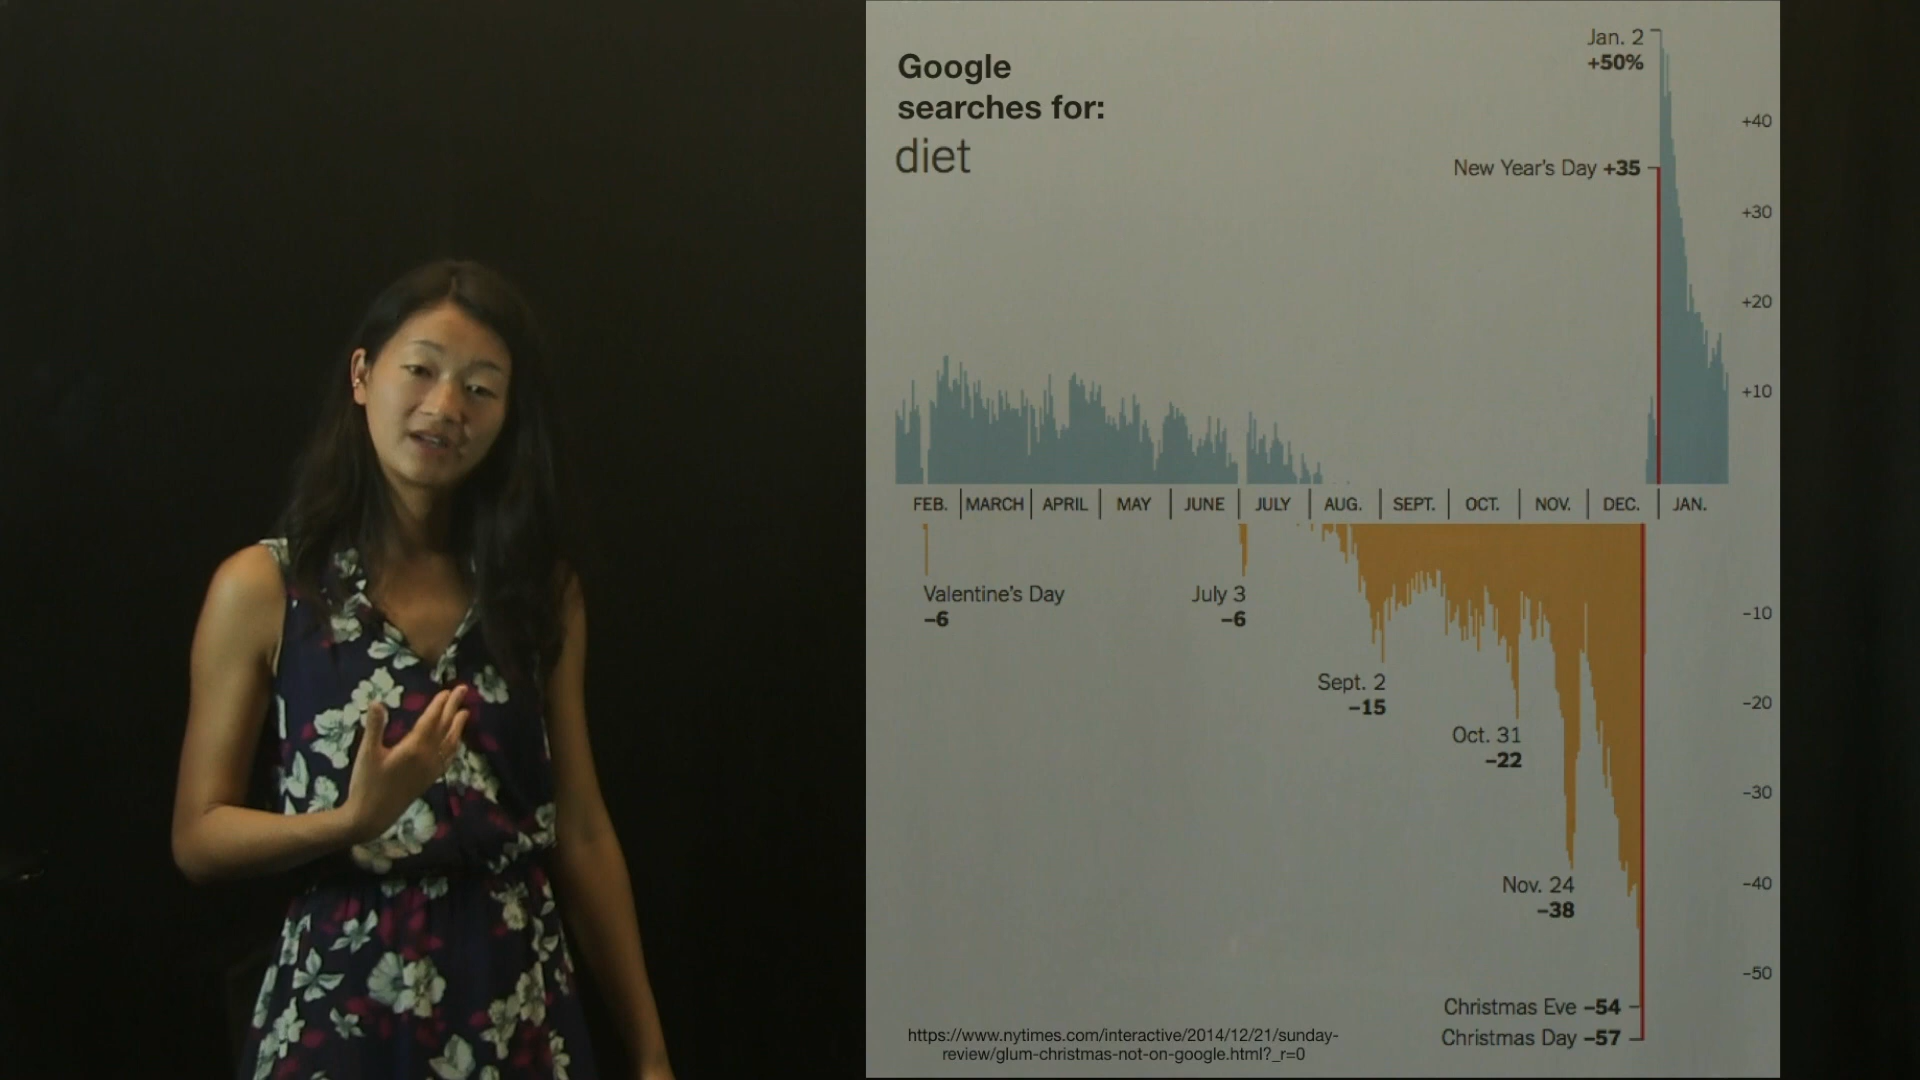 Google
searches for:
diet
Jan. 2
+50%
+40
New Year's Day +35
+30
+20
+10
FEB. MARCH APRIL MAY JUNE JULY AUG. SEPT. OCT. NOV. DEC. JAN.
Valentine's Day
–6
July 3
–6
–10
Sept. 2
–15
–20
Oct. 31
–22
–30
Nov. 24
–38
–40
–50
Christmas Eve –54
Christmas Day –57
https://www.nytimes.com/interactive/2014/12/21/sunday-
review/glum-christmas-not-on-google.html?_r=0